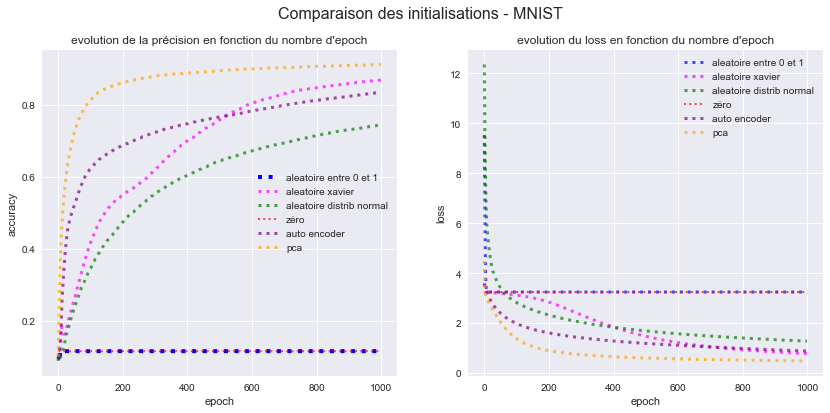 Comparaison des initialisations - MNIST
evolution de la précision en fonction du nombre d'epoch
accuracy
0.8
0.6
0.4
0.2
aleatoire entre 0 et 1
aleatoire xavier
aleatoire distrib normal
zéro
auto encoder
pca
0 200 400 600 800 1000
epoch
evolution du loss en fonction du nombre d'epoch
loss
12
10
8
6
4
2
0
aleatoire entre 0 et 1
aleatoire xavier
aleatoire distrib normal
zéro
auto encoder
pca
0 200 400 600 800 1000
epoch